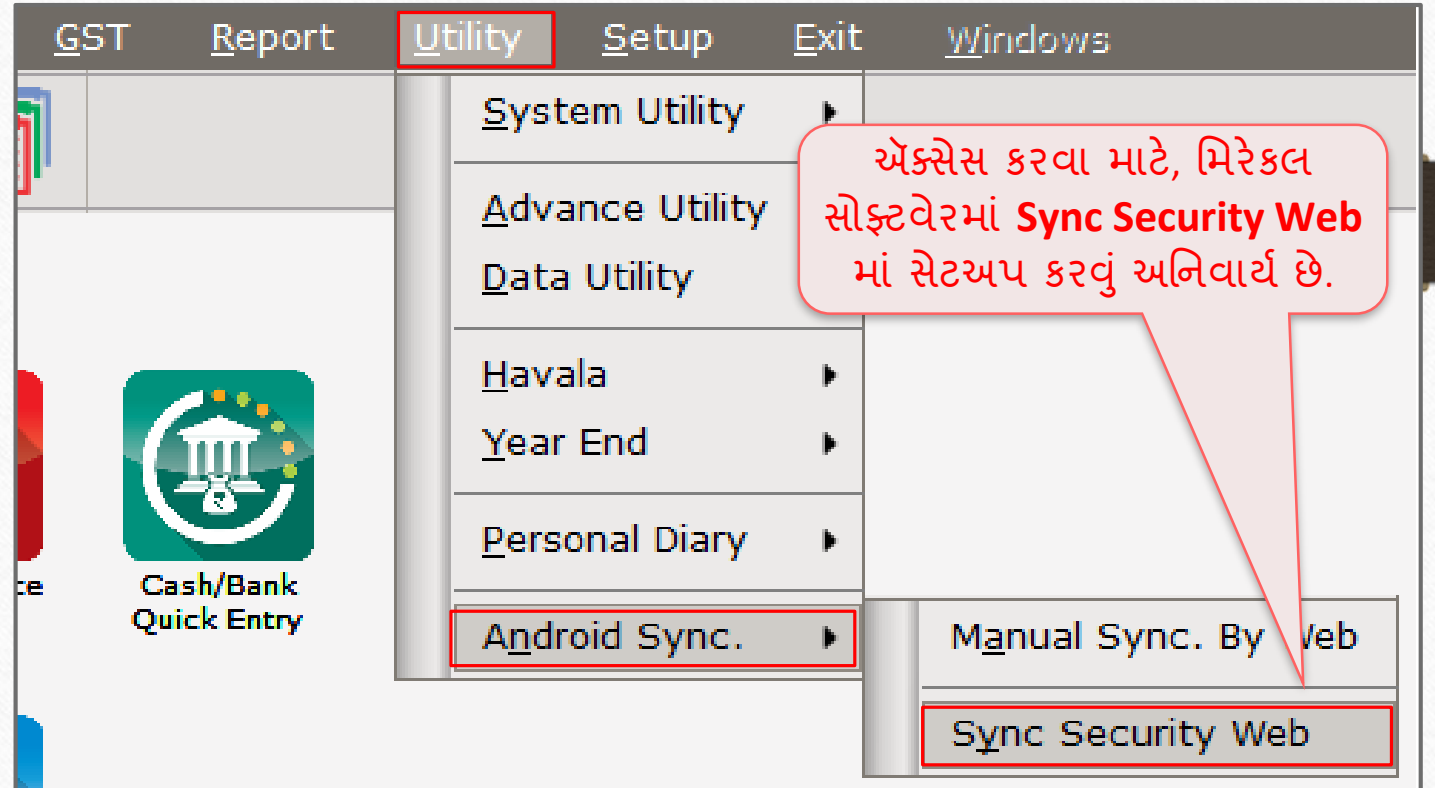 GST Report Utility Setup Exit Windows
System Utility
Advance Utility
Data Utility
Havala
Year End
Personal Diary
Android Sync.
Manual Sync. By
Sync Security Web
ઍક્સેસ કરવા માટે, મિરેકલ
સોફ્ટવેરમાં Sync Security Web
માં સેટઅપ કરવું અનિવાર્ય છે.
Cash/Bank
Quick Entry